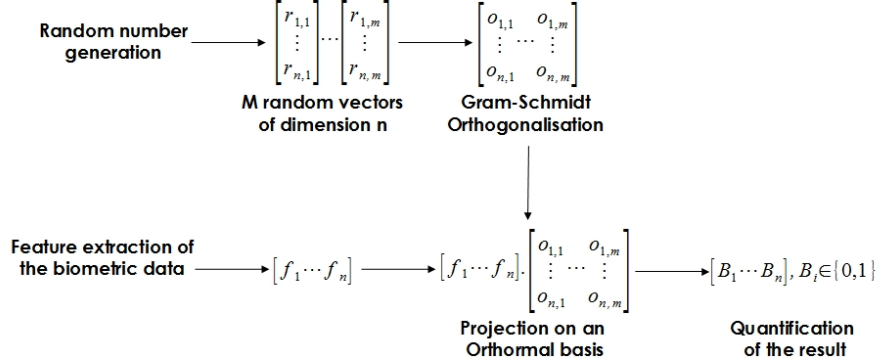 Random number
generation
[r1,1 ⋮ rn,1] ⋯ [r1,m ⋮ rn,m]
M random vectors
of dimension n
[o1,1 o1,m
⋮ ⋯ ⋮
on,1 on,m]
Gram-Schmidt
Orthogonalisation
Feature extraction of
the biometric data
[f1⋯fn]
[f1⋯fn].[o1,1 o1,m
⋮ ⋯ ⋮
on,1 on,m]
[B1⋯Bn], Bi∈{0,1}
Projection on an
Orthormal basis
Quantification
of the result